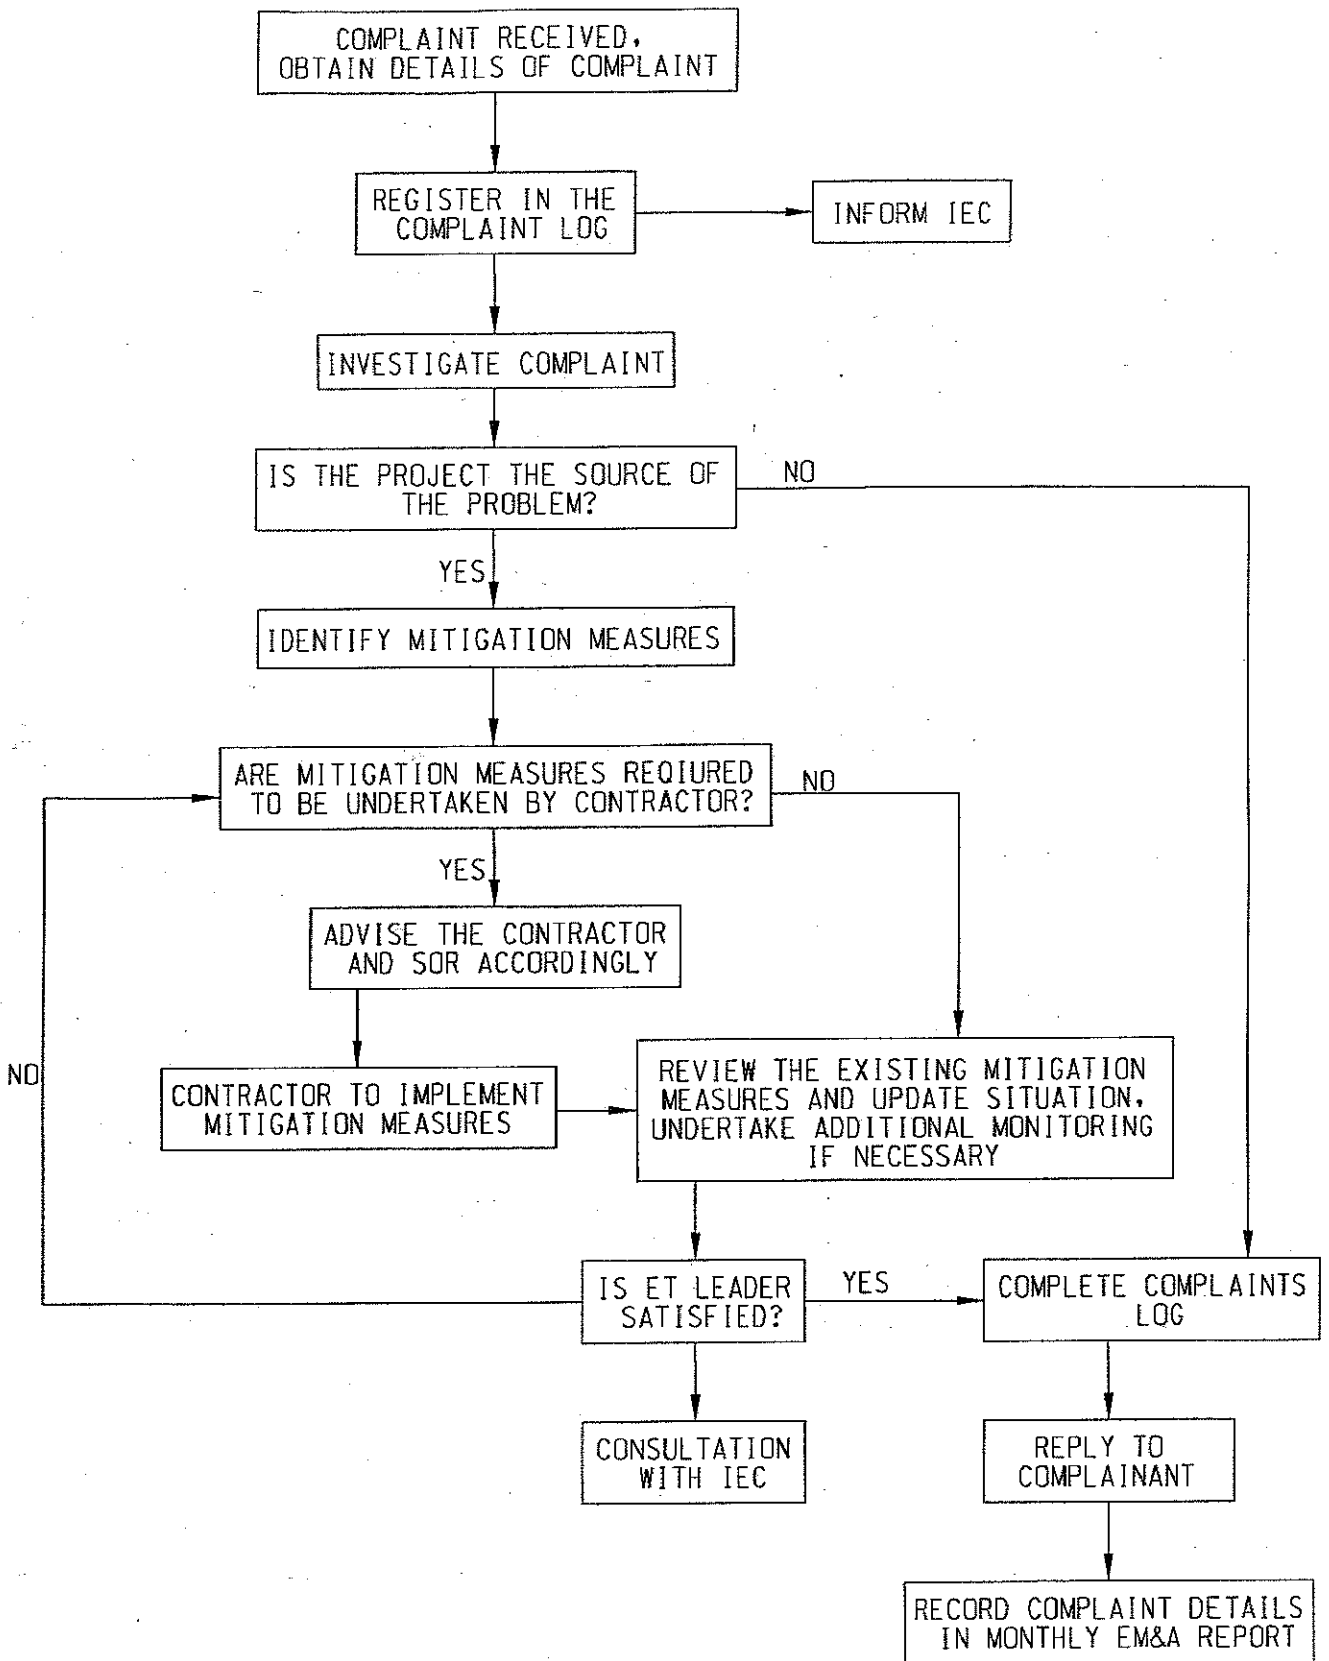 COMPLAINT RECEIVED,
OBTAIN DETAILS OF COMPLAINT
REGISTER IN THE
COMPLAINT LOG
INFORM IEC
INVESTIGATE COMPLAINT
IS THE PROJECT THE SOURCE OF
THE PROBLEM?
NO
YES
IDENTIFY MITIGATION MEASURES
ARE MITIGATION MEASURES REQIURED
TO BE UNDERTAKEN BY CONTRACTOR?
NO
YES
ADVISE THE CONTRACTOR
AND SOR ACCORDINGLY
NO
CONTRACTOR TO IMPLEMENT
MITIGATION MEASURES
REVIEW THE EXISTING MITIGATION
MEASURES AND UPDATE SITUATION,
UNDERTAKE ADDITIONAL MONITORING
IF NECESSARY
IS ET LEADER
SATISFIED?
YES
COMPLETE COMPLAINTS
LOG
CONSULTATION
WITH IEC
REPLY TO
COMPLAINANT
RECORD COMPLAINT DETAILS
IN MONTHLY EM&A REPORT